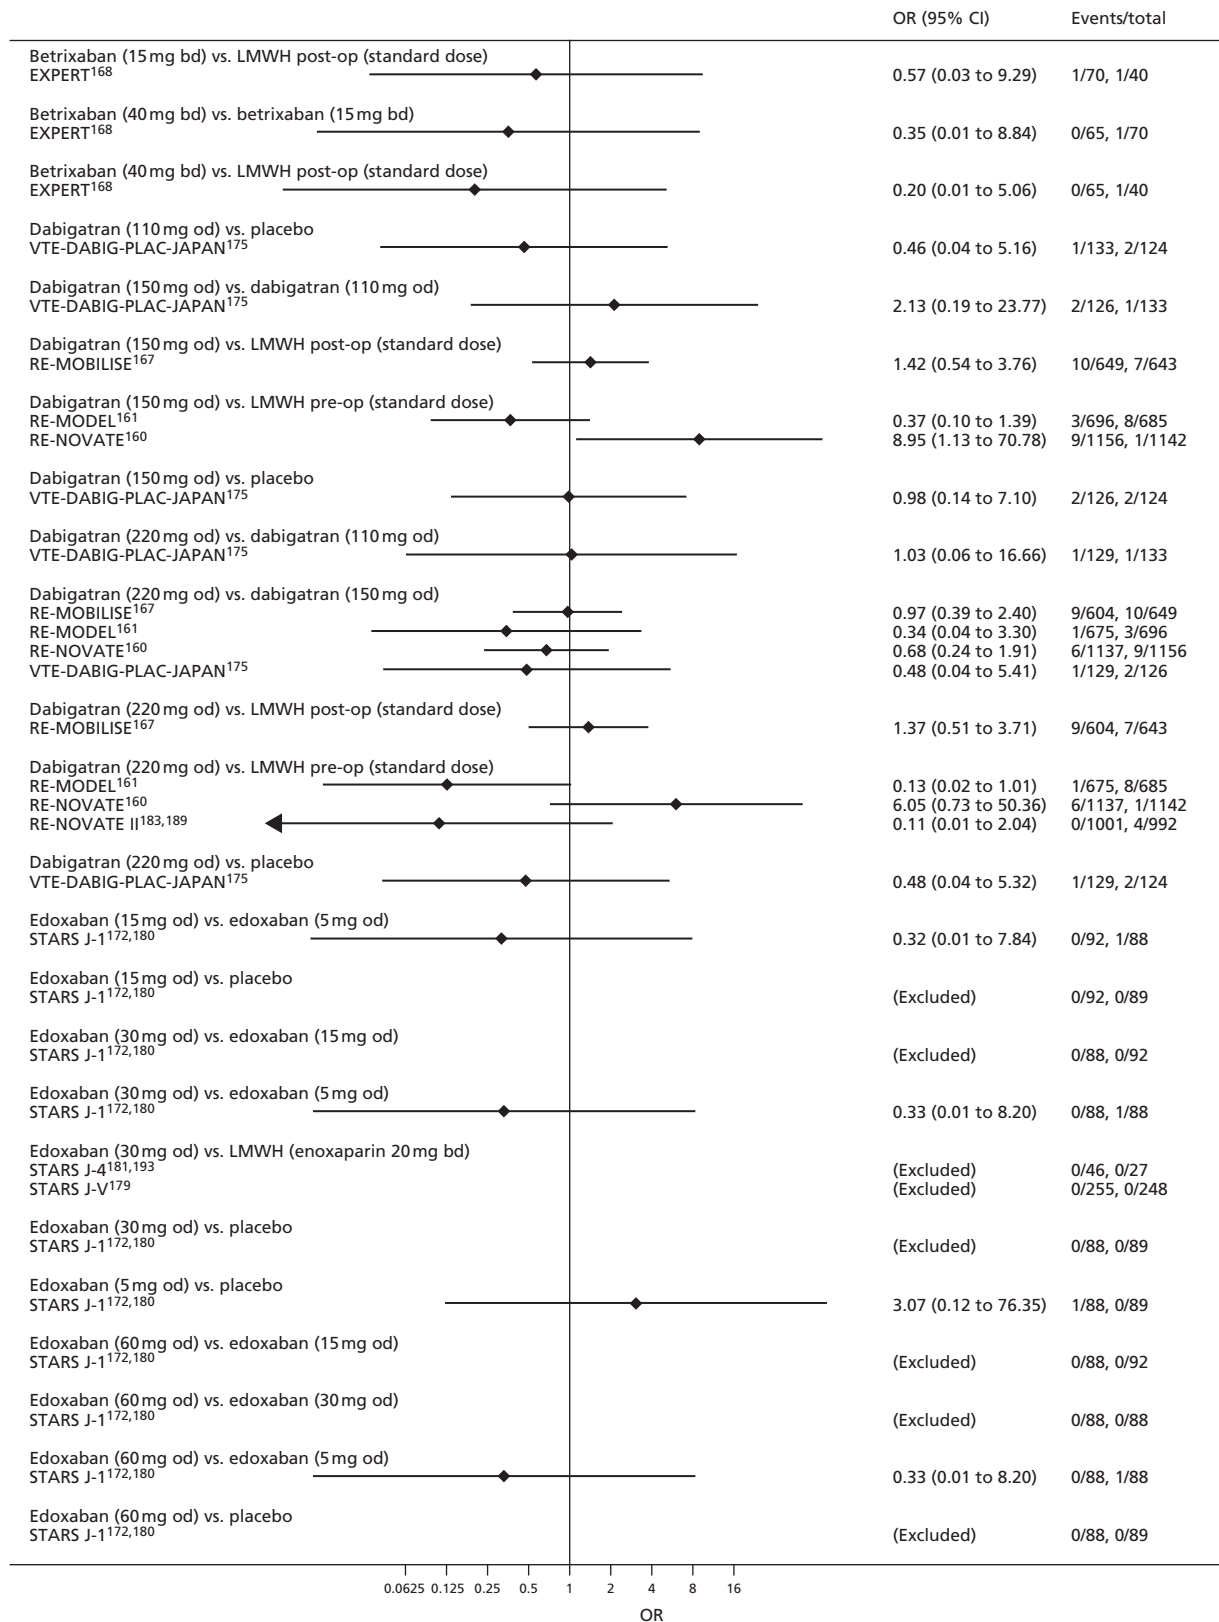 OR (95% CI) Events/total
Betrixaban (15 mg bd) vs. LMWH post-op (standard dose)
EXPERT168 0.57 (0.03 to 9.29) 1/70, 1/40
Betrixaban (40 mg bd) vs. betrixaban (15 mg bd)
EXPERT168 0.35 (0.01 to 8.84) 0/65, 1/70
Betrixaban (40 mg bd) vs. LMWH post-op (standard dose)
EXPERT168 0.20 (0.01 to 5.06) 0/65, 1/40
Dabigatran (110 mg od) vs. placebo
VTE-DABIG-PLAC-JAPAN175 0.46 (0.04 to 5.16) 1/133, 2/124
Dabigatran (150 mg od) vs. dabigatran (110 mg od)
VTE-DABIG-PLAC-JAPAN175 2.13 (0.19 to 23.77) 2/126, 1/133
Dabigatran (150 mg od) vs. LMWH post-op (standard dose)
RE-MOBILISE167 1.42 (0.54 to 3.76) 10/649, 7/643
Dabigatran (150 mg od) vs. LMWH pre-op (standard dose)
RE-MODEL161 0.37 (0.10 to 1.39) 3/696, 8/685
RE-NOVATE160 8.95 (1.13 to 70.78) 9/1156, 1/1142
Dabigatran (150 mg od) vs. placebo
VTE-DABIG-PLAC-JAPAN175 0.98 (0.14 to 7.10) 2/126, 2/124
Dabigatran (220 mg od) vs. dabigatran (110 mg od)
VTE-DABIG-PLAC-JAPAN175 1.03 (0.06 to 16.66) 1/129, 1/133
Dabigatran (220 mg od) vs. dabigatran (150 mg od)
RE-MOBILISE167 0.97 (0.39 to 2.40) 9/604, 10/649
RE-MODEL161 0.34 (0.04 to 3.30) 1/675, 3/696
RE-NOVATE160 0.68 (0.24 to 1.91) 6/1137, 9/1156
VTE-DABIG-PLAC-JAPAN175 0.48 (0.04 to 5.41) 1/129, 2/126
Dabigatran (220 mg od) vs. LMWH post-op (standard dose)
RE-MOBILISE167 1.37 (0.51 to 3.71) 9/604, 7/643
Dabigatran (220 mg od) vs. LMWH pre-op (standard dose)
RE-MODEL161 0.13 (0.02 to 1.01) 1/675, 8/685
RE-NOVATE160 6.05 (0.73 to 50.36) 6/1137, 1/1142
RE-NOVATE II183,189 0.11 (0.01 to 2.04) 0/1001, 4/992
Dabigatran (220 mg od) vs. placebo
VTE-DABIG-PLAC-JAPAN175 0.48 (0.04 to 5.32) 1/129, 2/124
Edoxaban (15 mg od) vs. edoxaban (5 mg od)
STARS J-1172,180 0.32 (0.01 to 7.84) 0/92, 1/88
Edoxaban (15 mg od) vs. placebo
STARS J-1172,180 (Excluded) 0/92, 0/89
Edoxaban (30 mg od) vs. edoxaban (15 mg od)
STARS J-1172,180 (Excluded) 0/88, 0/92
Edoxaban (30 mg od) vs. edoxaban (5 mg od)
STARS J-1172,180 0.33 (0.01 to 8.20) 0/88, 1/88
Edoxaban (30 mg od) vs. LMWH (enoxaparin 20 mg bd)
STARS J-4181,193 (Excluded) 0/46, 0/27
STARS J-V179 (Excluded) 0/255, 0/248
Edoxaban (30 mg od) vs. placebo
STARS J-1172,180 (Excluded) 0/88, 0/89
Edoxaban (5 mg od) vs. placebo
STARS J-1172,180 3.07 (0.12 to 76.35) 1/88, 0/89
Edoxaban (60 mg od) vs. edoxaban (15 mg od)
STARS J-1172,180 (Excluded) 0/88, 0/92
Edoxaban (60 mg od) vs. edoxaban (30 mg od)
STARS J-1172,180 (Excluded) 0/88, 0/88
Edoxaban (60 mg od) vs. edoxaban (5 mg od)
STARS J-1172,180 0.33 (0.01 to 8.20) 0/88, 1/88
Edoxaban (60 mg od) vs. placebo
STARS J-1172,180 (Excluded) 0/88, 0/89
0.0625 0.125 0.25 0.5 1 2 4 8 16
OR